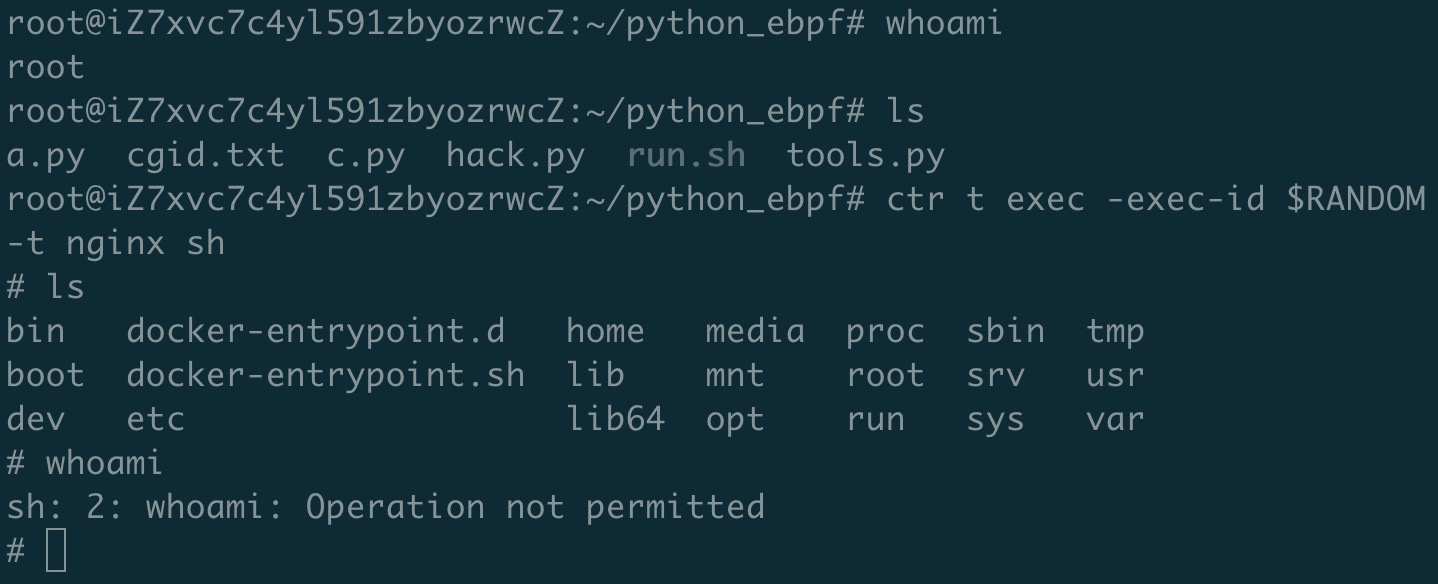 root@iZ7xvc7c4yl591zbyozrwcZ:~/python_ebpf# whoami
root
root@iZ7xvc7c4yl591zbyozrwcZ:~/python_ebpf# ls
a.py  cgid.txt  c.py  hack.py  run.sh  tools.py
root@iZ7xvc7c4yl591zbyozrwcZ:~/python_ebpf# ctr t exec -exec-id $RANDOM
-t nginx sh
# ls
bin   docker-entrypoint.d   home   media  proc  sbin  tmp
boot  docker-entrypoint.sh  lib    mnt    root  srv   usr
dev   etc                   lib64  opt    run   sys   var
# whoami
sh: 2: whoami: Operation not permitted
#